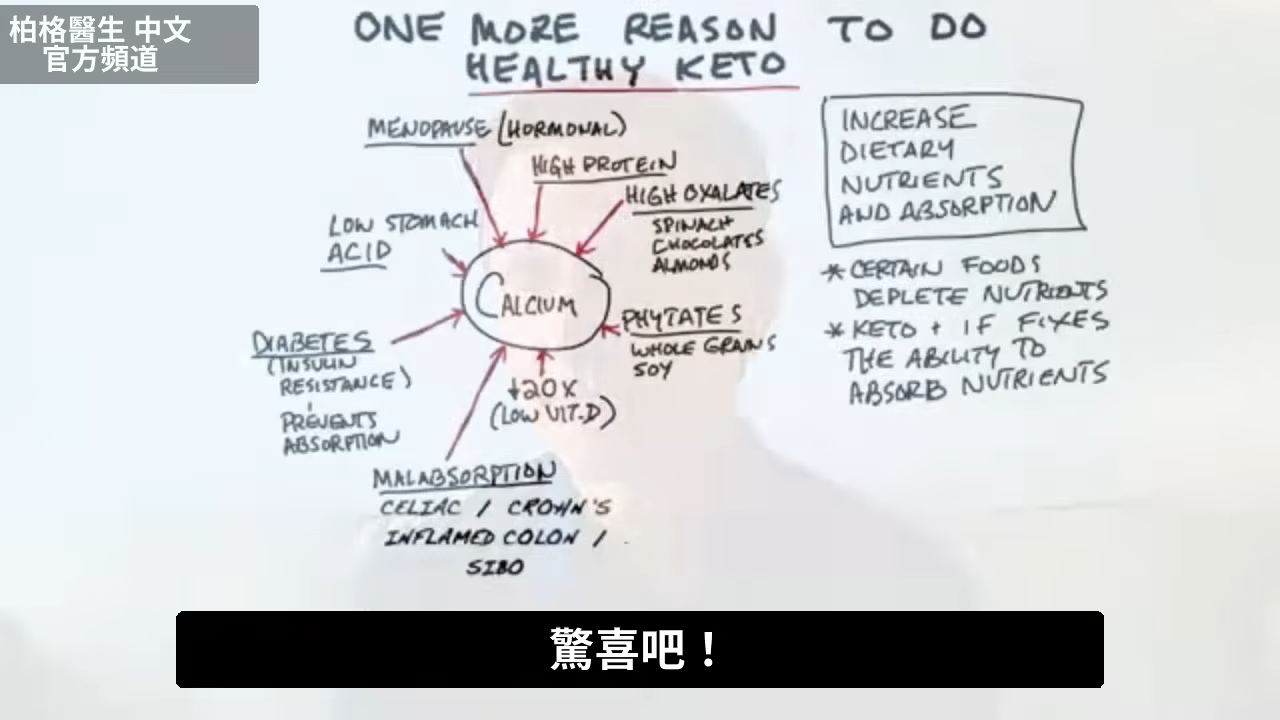 柏格醫生 中文
官方頻道
ONE MORE REASON TO DO
HEALTHY KETO
MENOPAUSE (HORMONAL)
HIGH PROTEIN
HIGH OXALATES
SPINACH
CHOCOLATES
ALMONDS
LOW STOMACH
ACID
CALCIUM
PHYTATES
WHOLE GRAINS
SOY
DIABETES
(INSULIN
RESISTANCE)
PREVENTS
ABSORPTION
↓20X
(LOW VIT.D)
MALABSORPTION
CELIAC / CROHN'S
INFLAMED COLON /
SIBO
INCREASE
DIETARY
NUTRIENTS
AND ABSORPTION
* CERTAIN FOODS
DEPLETE NUTRIENTS
* KETO + IF FIXES
THE ABILITY TO
ABSORB NUTRIENTS
驚喜吧！